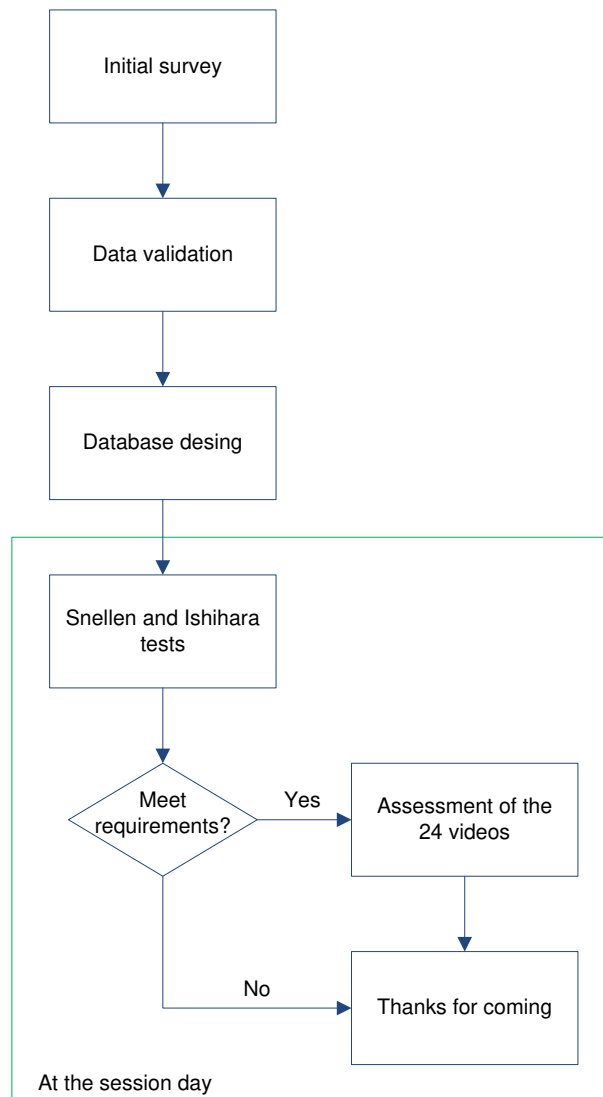 Initial survey
Data validation
Database desing
Snellen and Ishihara
tests
Meet
requirements?
Yes
Assessment of the
24 videos
No
Thanks for coming
At the session day